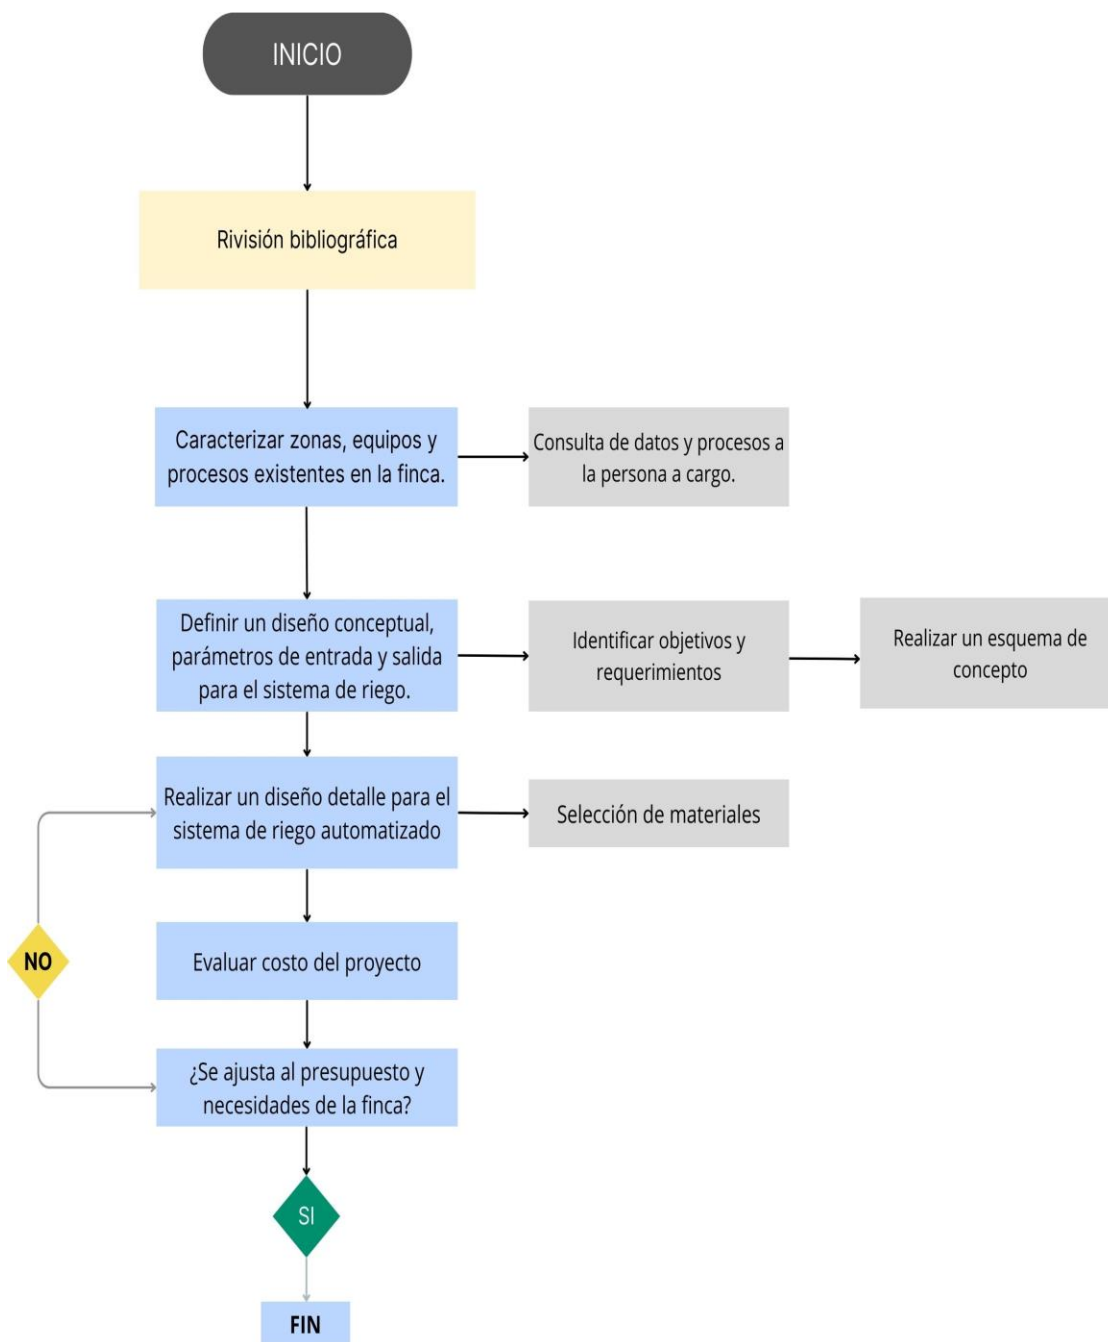 INICIO
Rivisión bibliográfica
Caracterizar zonas, equipos y
procesos existentes en la finca.
Consulta de datos y procesos a
la persona a cargo.
Definir un diseño conceptual,
parámetros de entrada y salida
para el sistema de riego.
Identificar objetivos y
requerimientos
Realizar un esquema de
concepto
Realizar un diseño detalle para el
sistema de riego automatizado
Selección de materiales
NO
Evaluar costo del proyecto
¿Se ajusta al presupuesto y
necesidades de la finca?
SI
FIN